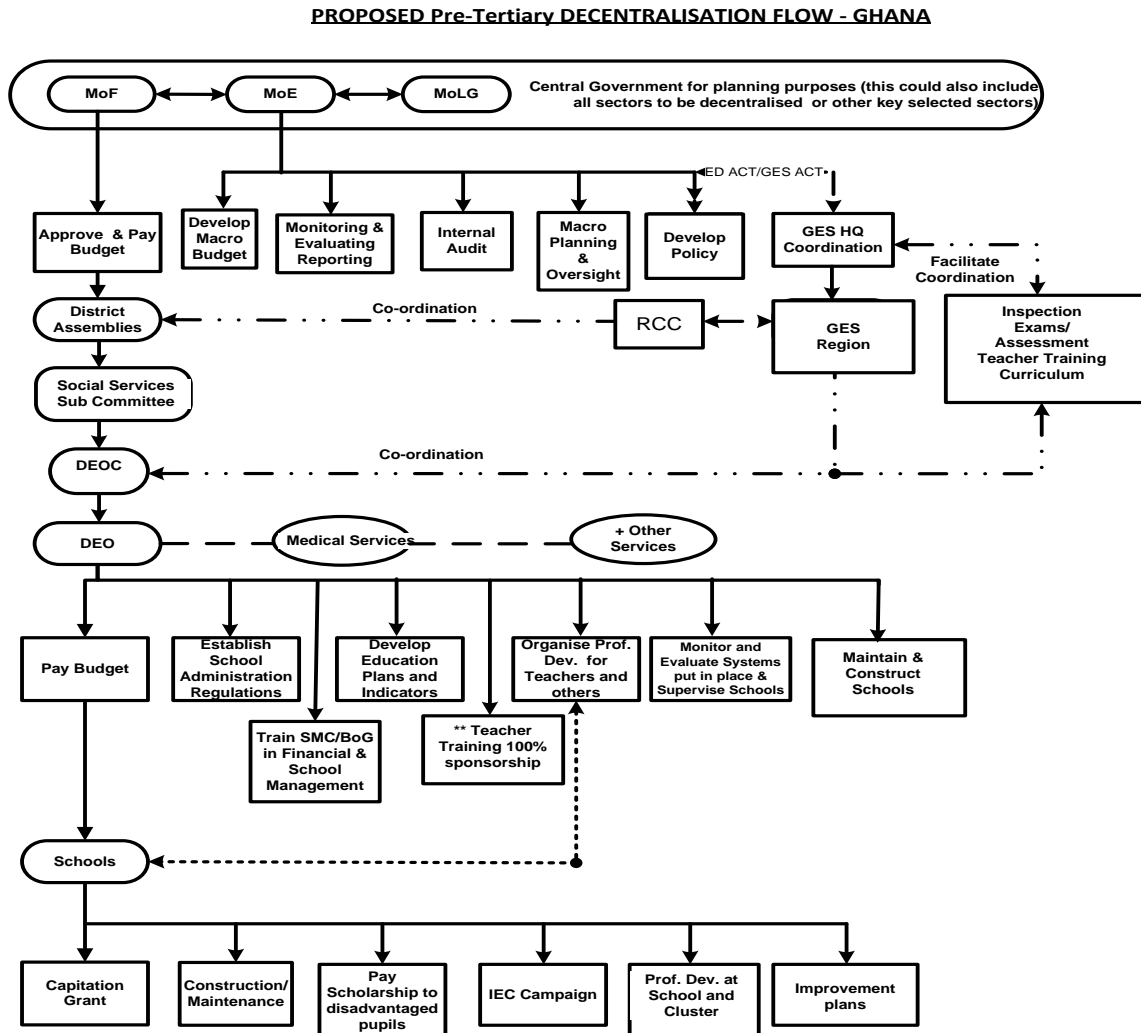 PROPOSED Pre-Tertiary DECENTRALISATION FLOW - GHANA
MoF
MoE
MoLG
Central Government for planning purposes (this could also include
all sectors to be decentralised or other key selected sectors)
ED ACT/GES ACT
Approve & Pay
Budget
Develop
Macro
Budget
Monitoring &
Evaluating
Reporting
Internal
Audit
Macro
Planning
&
Oversight
Develop
Policy
GES HQ
Coordination
Facilitate
Coordination
District
Assemblies
Co-ordination
RCC
GES
Region
Inspection
Exams/
Assessment
Teacher Training
Curriculum
Social Services
Sub Committee
DEOC
Co-ordination
DEO
Medical Services
+ Other
Services
Pay Budget
Establish
School
Administration
Regulations
Develop
Education
Plans and
Indicators
Organise Prof.
Dev. for
Teachers and
others
Monitor and
Evaluate Systems
put in place &
Supervise Schools
Maintain &
Construct
Schools
Train SMC/BoG
in Financial &
School
Management
** Teacher
Training 100%
sponsorship
Schools
Capitation
Grant
Construction/
Maintenance
Pay
Scholarship to
disadvantaged
pupils
IEC Campaign
Prof. Dev. at
School and
Cluster
Improvement
plans